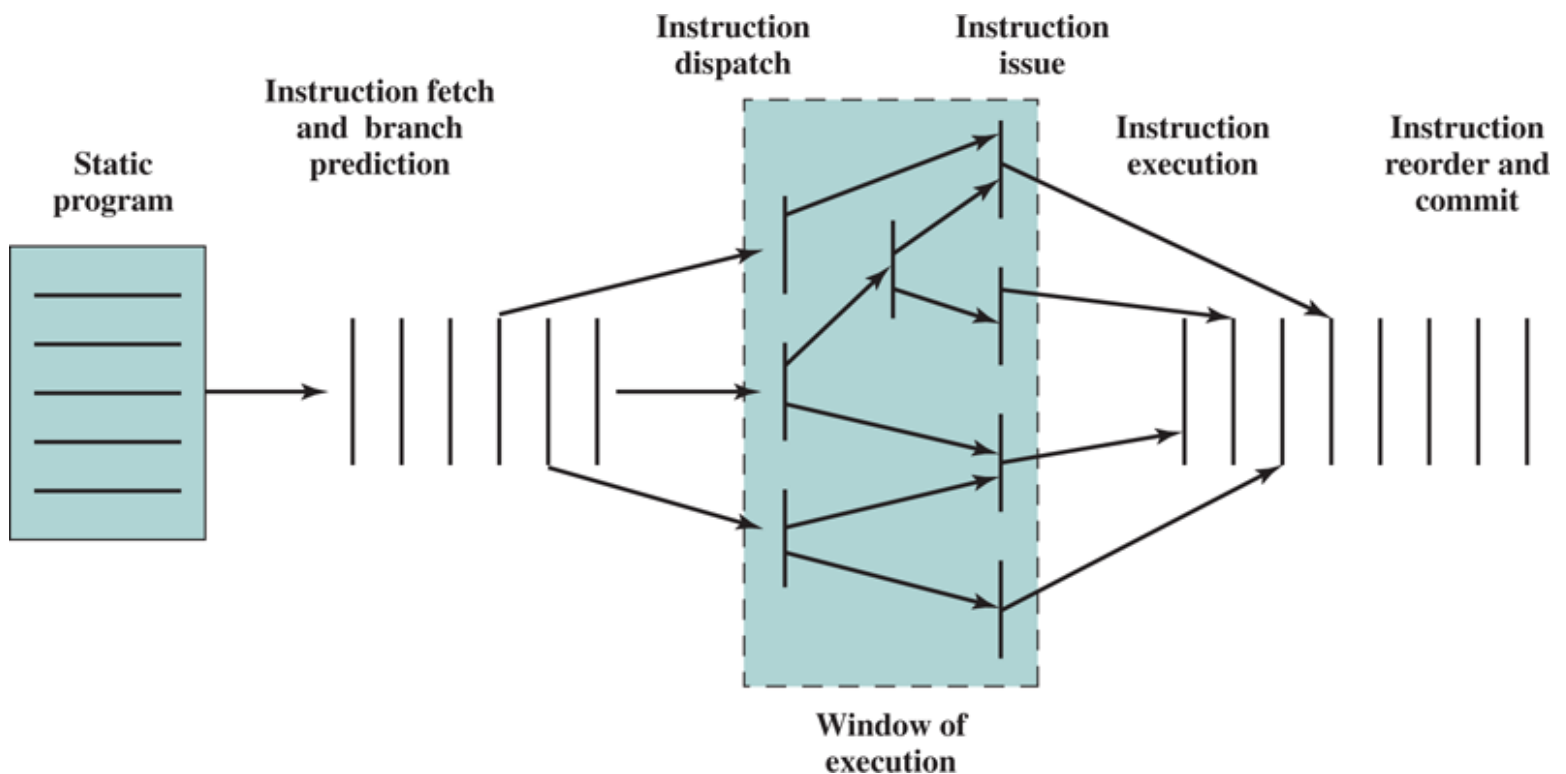 Static
program
Instruction fetch
and branch
prediction
Instruction
dispatch
Instruction
issue
Instruction
execution
Instruction
reorder and
commit
Window of
execution